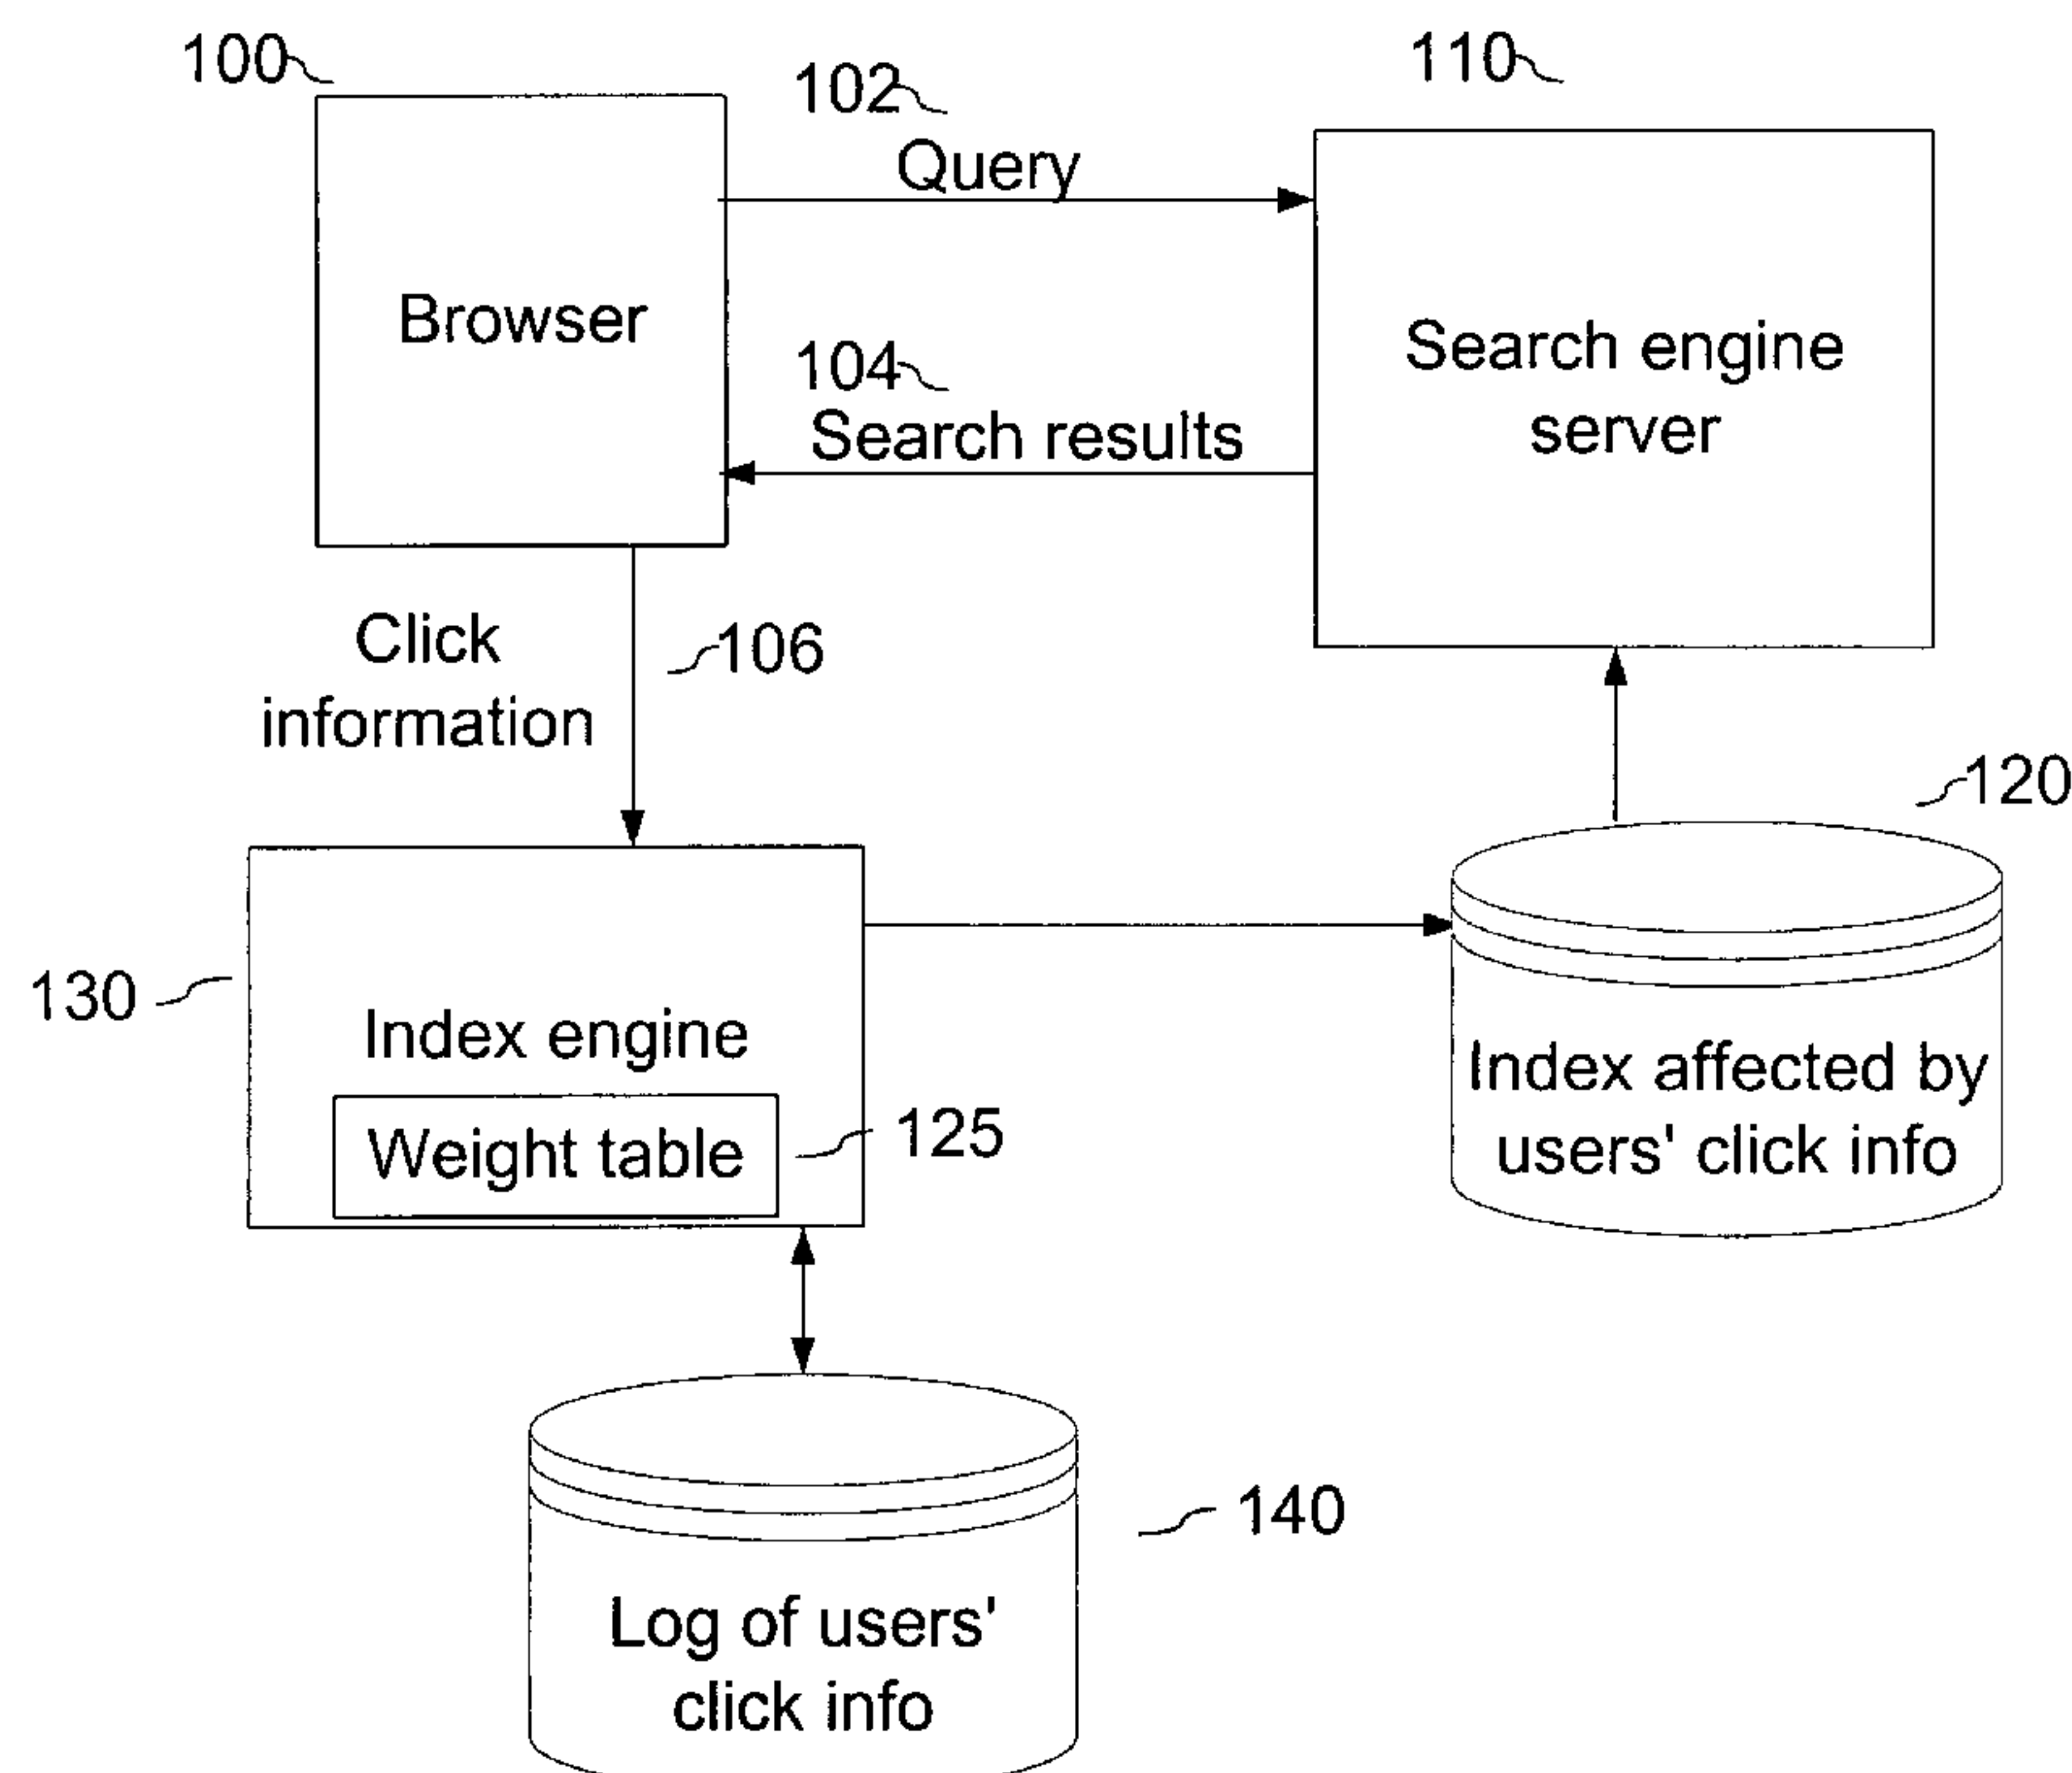 100
102
110
Query
Browser
Search engine
server
104
Search results
Click
information
106
120
130
Index engine
Weight table
125
Index affected by
users' click info
140
Log of users'
click info